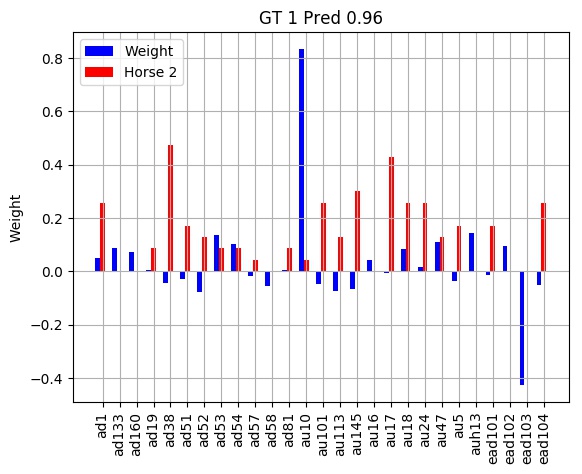 GT 1 Pred 0.96
Weight
Horse 2
Weight
0.8
0.6
0.4
0.2
0.0
−0.2
−0.4
ad1
ad133
ad160
ad19
ad38
ad51
ad52
ad53
ad54
ad57
ad58
ad81
au10
au101
au113
au145
au16
au17
au18
au24
au47
au5
auh13
ead101
ead102
ead103
ead104